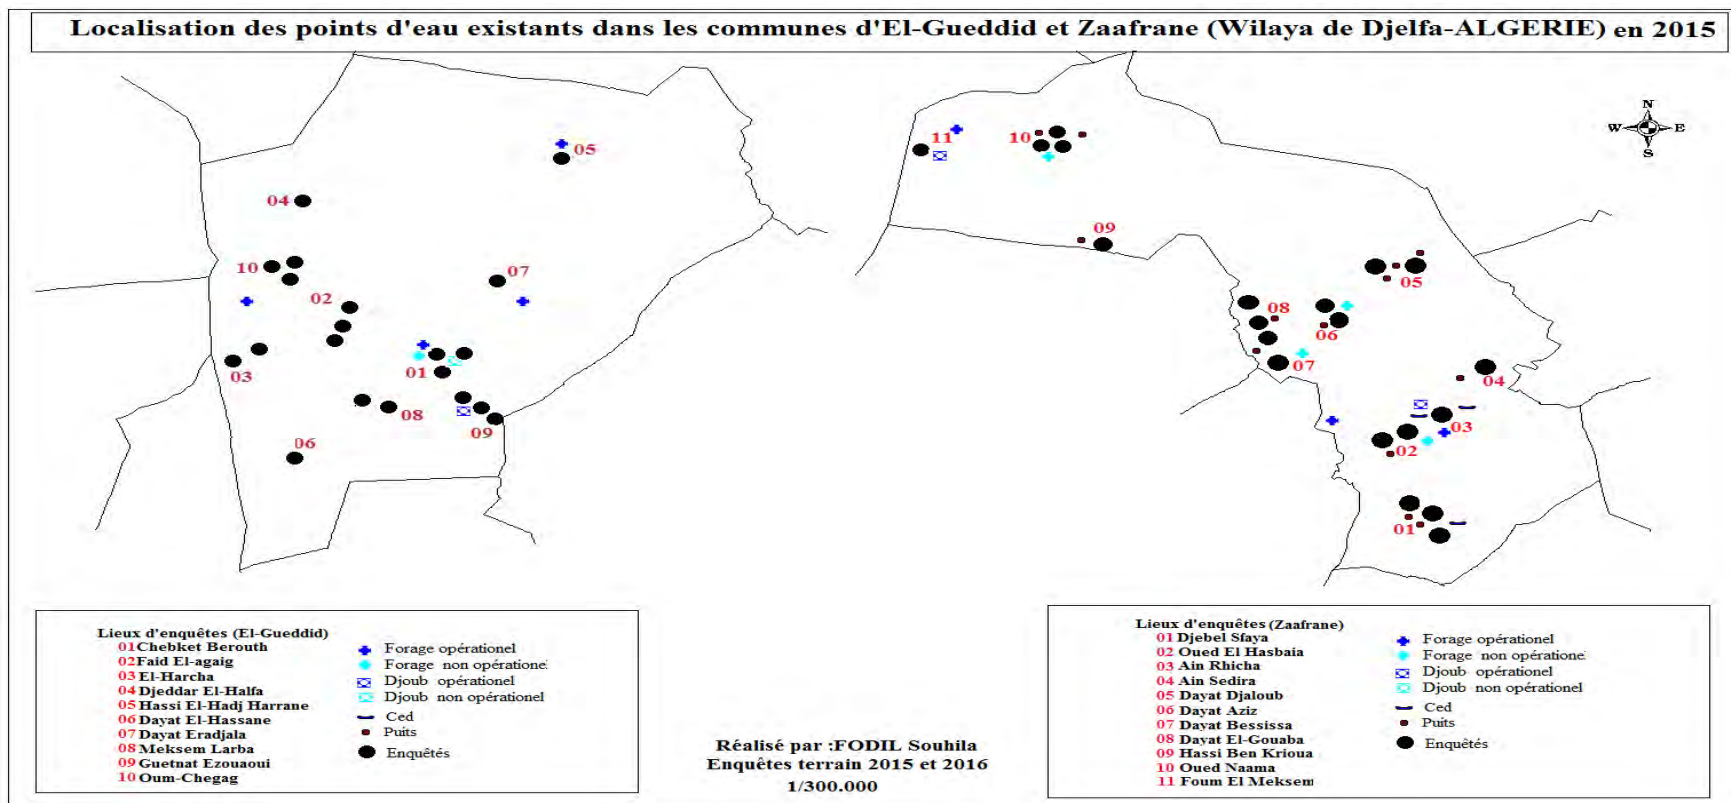 Localisation des points d'eau existants dans les communes d'El-Gueddid et Zaafrane (Wilaya de Djelfa-ALGERIE) en 2015
N
W E
S
05
04
10
07
02
03
01
08
09
06
11
10
09
05
08
06
07
04
03
02
01
Lieux d'enquêtes (El-Gueddid)
01 Chebket Berouth
02 Faid El-agaig
03 El-Harcha
04 Djeddar El-Halfa
05 Hassi El-Hadj Harrane
06 Dayat El-Hassane
07 Dayat Eradjala
08 Meksem Larba
09 Guetnat Ezouaoui
10 Oum-Chegag
Forage opérationel
Forage non opérationel
Djoub opérationel
Djoub non opérationel
Ced
Puits
Enquêtés
Réalisé par :FODIL Souhila
Enquêtes terrain 2015 et 2016
1/300.000
Lieux d'enquêtes (Zaafrane)
01 Djebel Sfaya
02 Oued El Hasbaia
03 Ain Rhicha
04 Ain Sedira
05 Dayat Djaloub
06 Dayat Aziz
07 Dayat Bessissa
08 Dayat El-Gouaba
09 Hassi Ben Krioua
10 Oued Naama
11 Foum El Meksem
Forage opérationel
Forage non opérationel
Djoub opérationel
Djoub non opérationel
Ced
Puits
Enquêtés